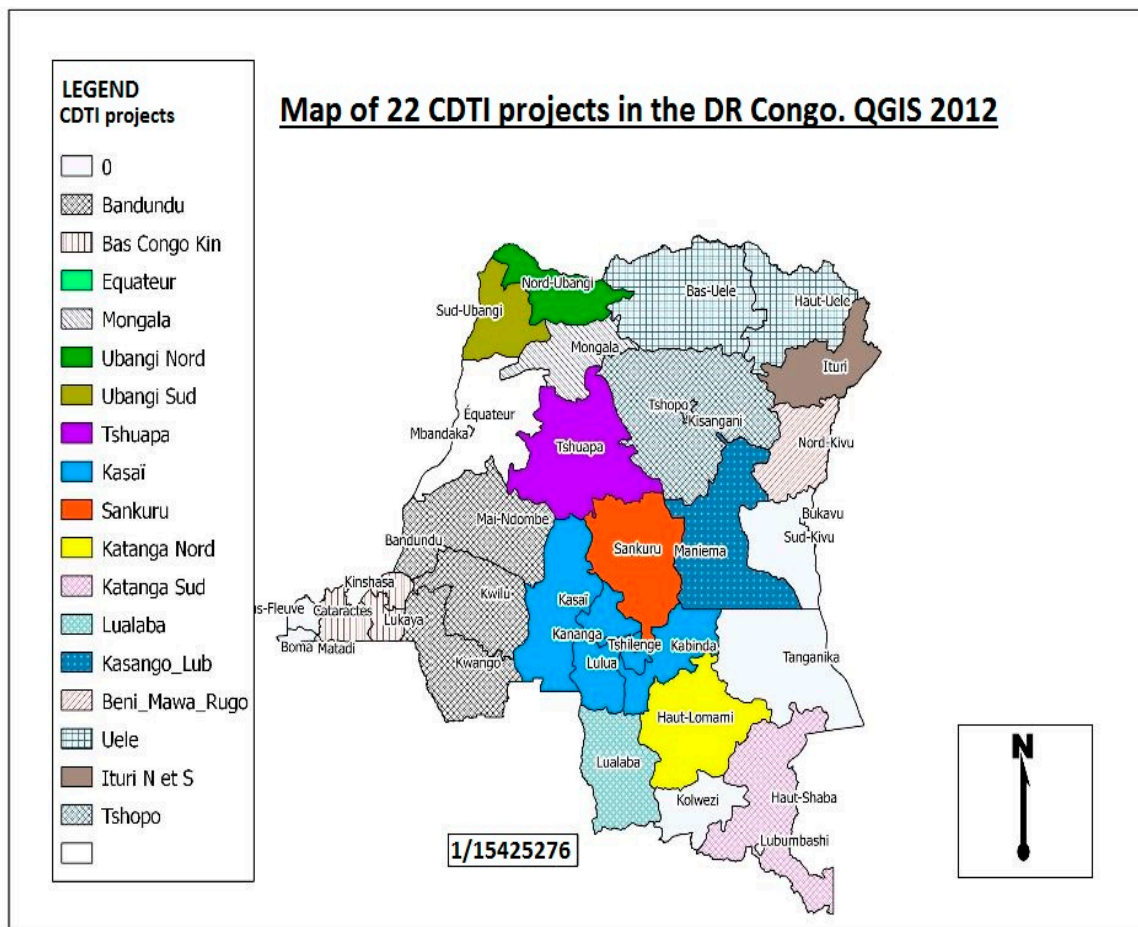 LEGEND
CDTI projects
0
Bandundu
Bas Congo Kin
Equateur
Mongala
Ubangi Nord
Ubangi Sud
Tshuapa
Kasaï
Sankuru
Katanga Nord
Katanga Sud
Lualaba
Kasango_Lub
Beni_Mawa_Rugo
Uele
Ituri N et S
Tshopo
Map of 22 CDTI projects in the DR Congo. QGIS 2012
Nord-Ubangi
Bas-Uele
Haut-Uele
Sud-Ubangi
Mongala
Ituri
Équateur
Tshopo
Kisangani
Mbandaka
Tshuapa
Nord-Kivu
Mai-Ndombe
Bukavu
Sud-Kivu
Bandundu
Sankuru
Maniema
Kinshasa
Kwilu
Kasaï
as-Fleuve
Cataractes
Lukaya
Kananga
Tshilenge
Kabinda
Boma
Matadi
Kwango
Lulua
Tanganika
Haut-Lomami
Lualaba
Kolwezi
Haut-Shaba
Lubumbashi
1/15425276
N